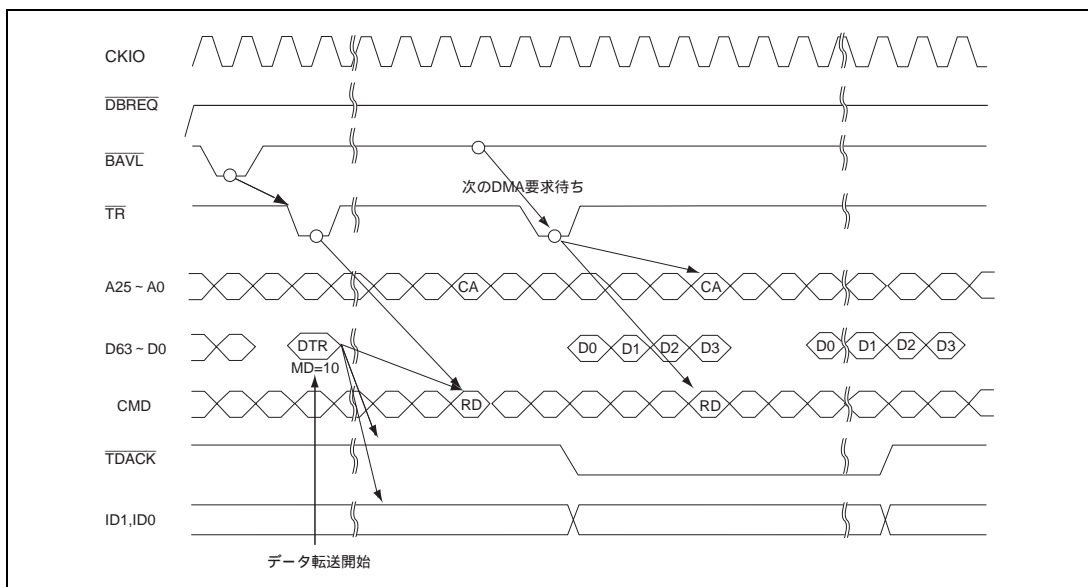 CKIO
DBREQ
BAVL
次のDMA要求待ち
TR
A25 ~ A0
CA
CA
D63 ~ D0
DTR
D0
D1
D2
D3
D0
D1
D2
D3
MD=10
CMD
RD
RD
TDACK
ID1,ID0
データ転送開始